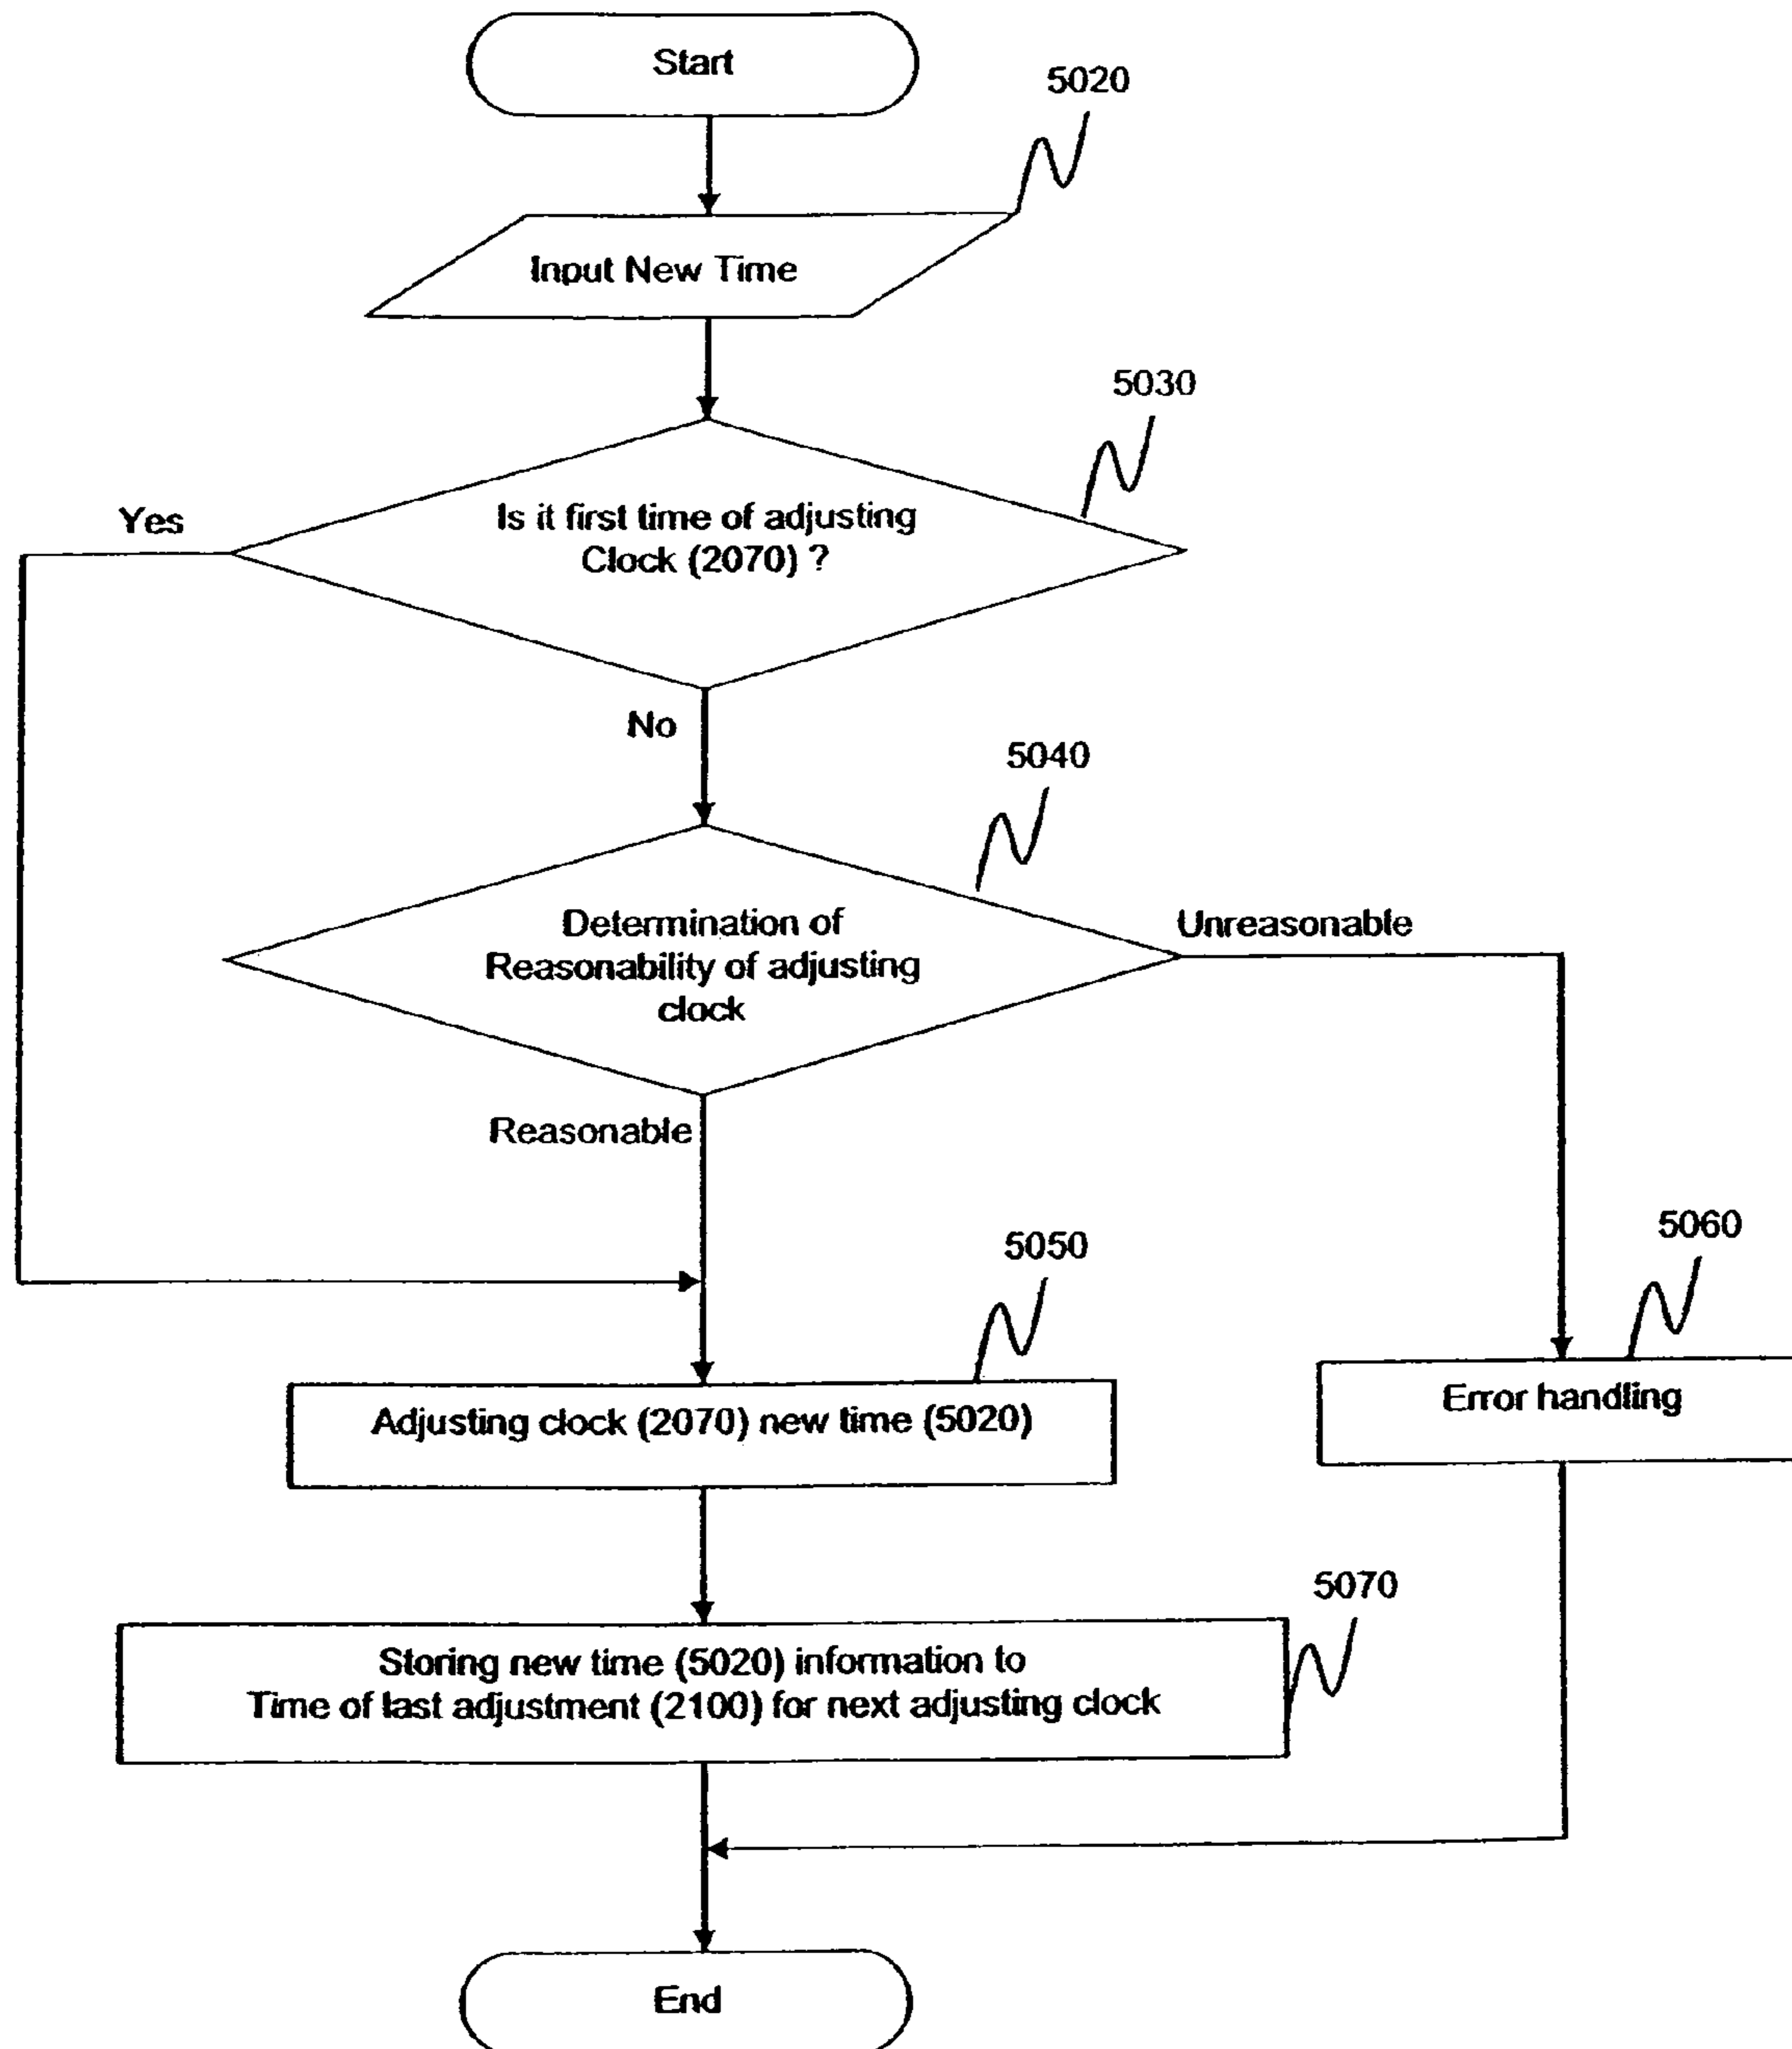 Start
5020
Input New Time
5030
Yes
Is it first time of adjusting
Clock (2070) ?
No
5040
Determination of
Reasonability of adjusting
clock
Unreasonable
Reasonable
5050
5060
Adjusting clock (2070) new time (5020)
Error handling
5070
Storing new time (5020) information to
Time of last adjustment (2100) for next adjusting clock
End